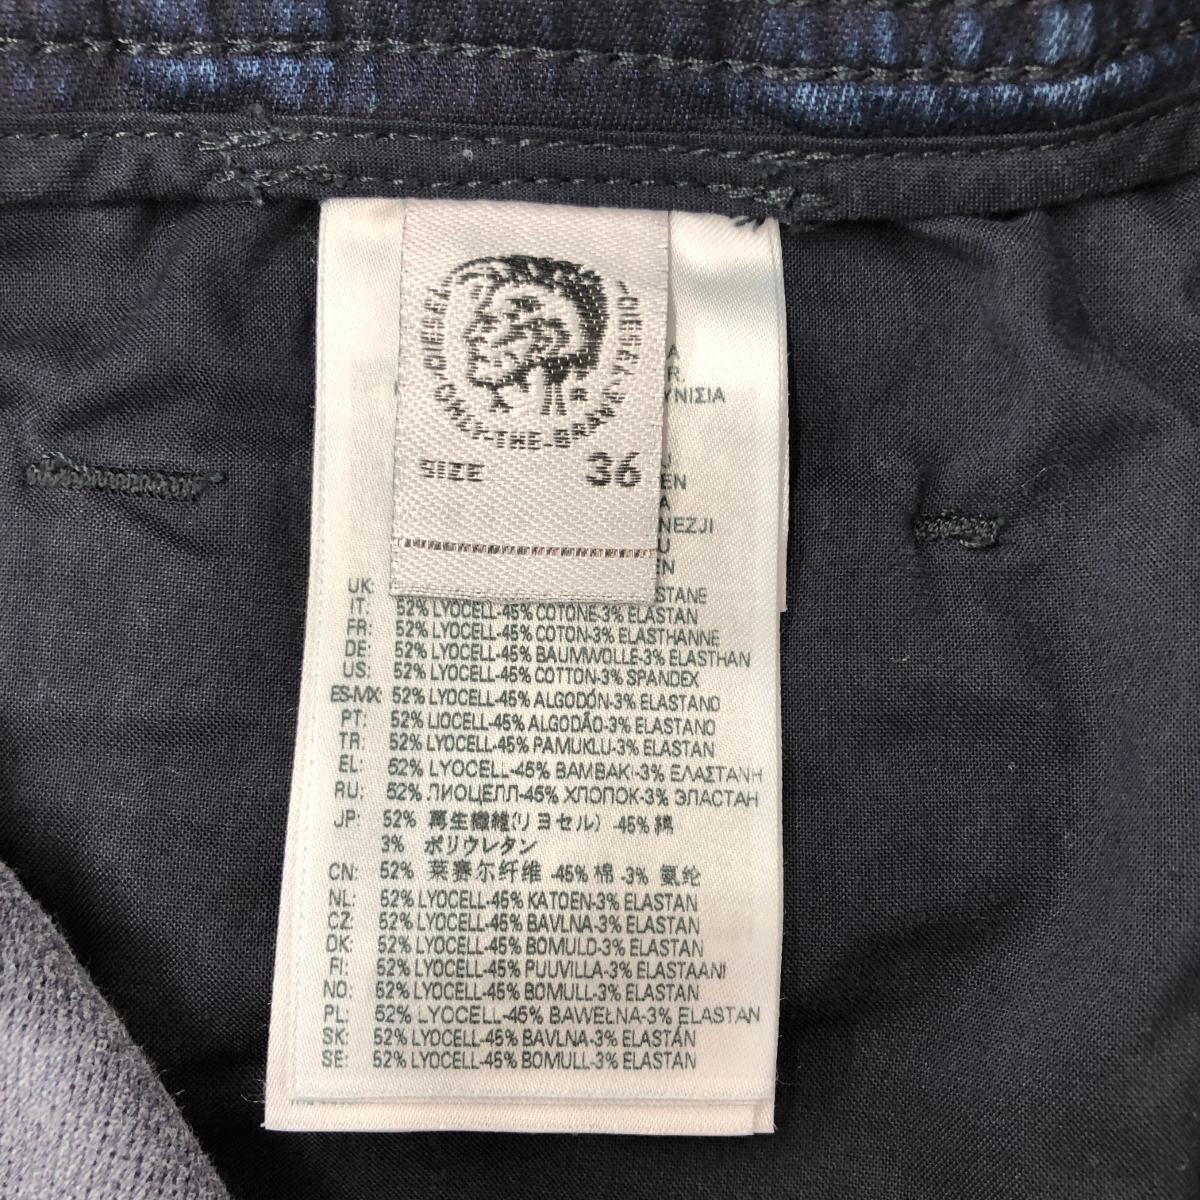 DIESEL
DIESEL
ONLY-THE-BRAVE
SIZE 36
A
R.
ΥΝΙΣΙΑ
EN
A
NEZJI
U
EN
UK: STANE
IT: 52% LYOCELL-45% COTONE-3% ELASTAN
FR: 52% LYOCELL-45% COTON-3% ELASTHANNE
DE: 52% LYOCELL-45% BAUMWOLLE-3% ELASTHAN
US: 52% LYOCELL-45% COTTON-3% SPANDEX
ES-MX: 52% LYOCELL-45% ALGODÓN-3% ELASTANO
PT: 52% LIOCELL-45% ALGODÃO-3% ELASTANO
TR: 52% LYOCELL-45% PAMUKLU-3% ELASTAN
EL: 52% LYOCELL-45% ΒΑΜΒΑΚΙ-3% ΕΛΑΣΤΑΝΗ
RU: 52% ЛИОЦЕЛЛ-45% ХЛОПОК-3% ЭЛАСТАН
JP: 52% 再生繊維(リヨセル) -45% 綿
3% ポリウレタン
CN: 52% 莱赛尔纤维 -45% 棉 -3% 氨纶
NL: 52% LYOCELL-45% KATOEN-3% ELASTAN
CZ: 52% LYOCELL-45% BAVLNA-3% ELASTAN
DK: 52% LYOCELL-45% BOMULD-3% ELASTAN
FI: 52% LYOCELL-45% PUUVILLA-3% ELASTAANI
NO: 52% LYOCELL-45% BOMULL-3% ELASTAN
PL: 52% LYOCELL-45% BAWEŁNA-3% ELASTAN
SK: 52% LYOCELL-45% BAVLNA-3% ELASTÁN
SE: 52% LYOCELL-45% BOMULL-3% ELASTAN